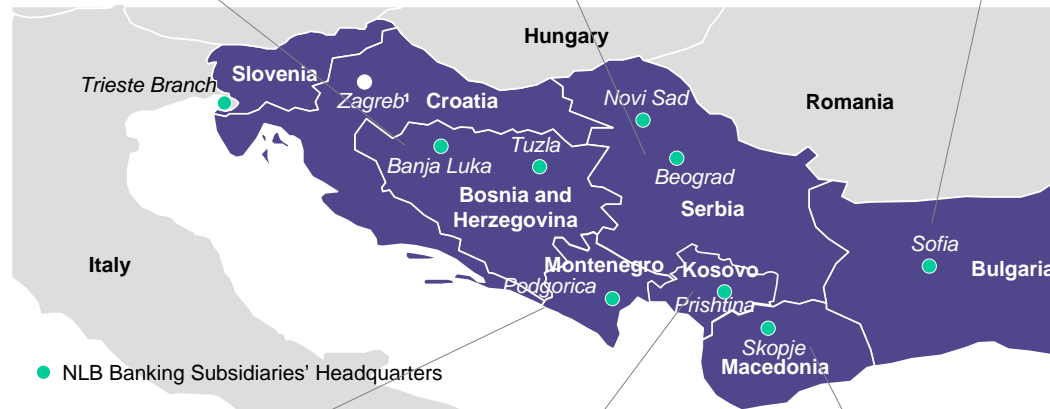 Hungary
Slovenia
Trieste Branch
Zagreb¹
Croatia
Novi Sad
Romania
Tuzla
Banja Luka
Beograd
Bosnia and
Herzegovina
Serbia
Sofia
Italy
Montenegro
Kosovo
Bulgaria
Podgorica
Prishtina
Skopje
Macedonia
NLB Banking Subsidiaries' Headquarters